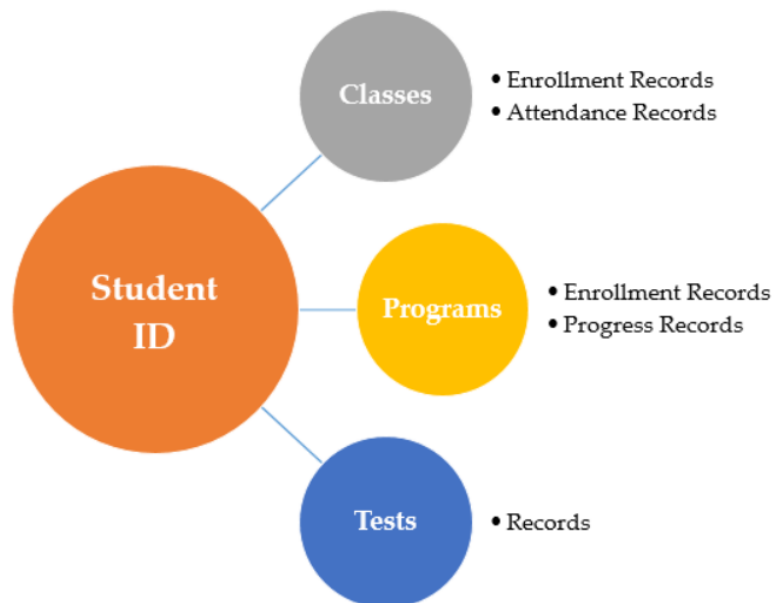 Classes
• Enrollment Records
• Attendance Records
Student
ID
Programs
• Enrollment Records
• Progress Records
Tests
• Records